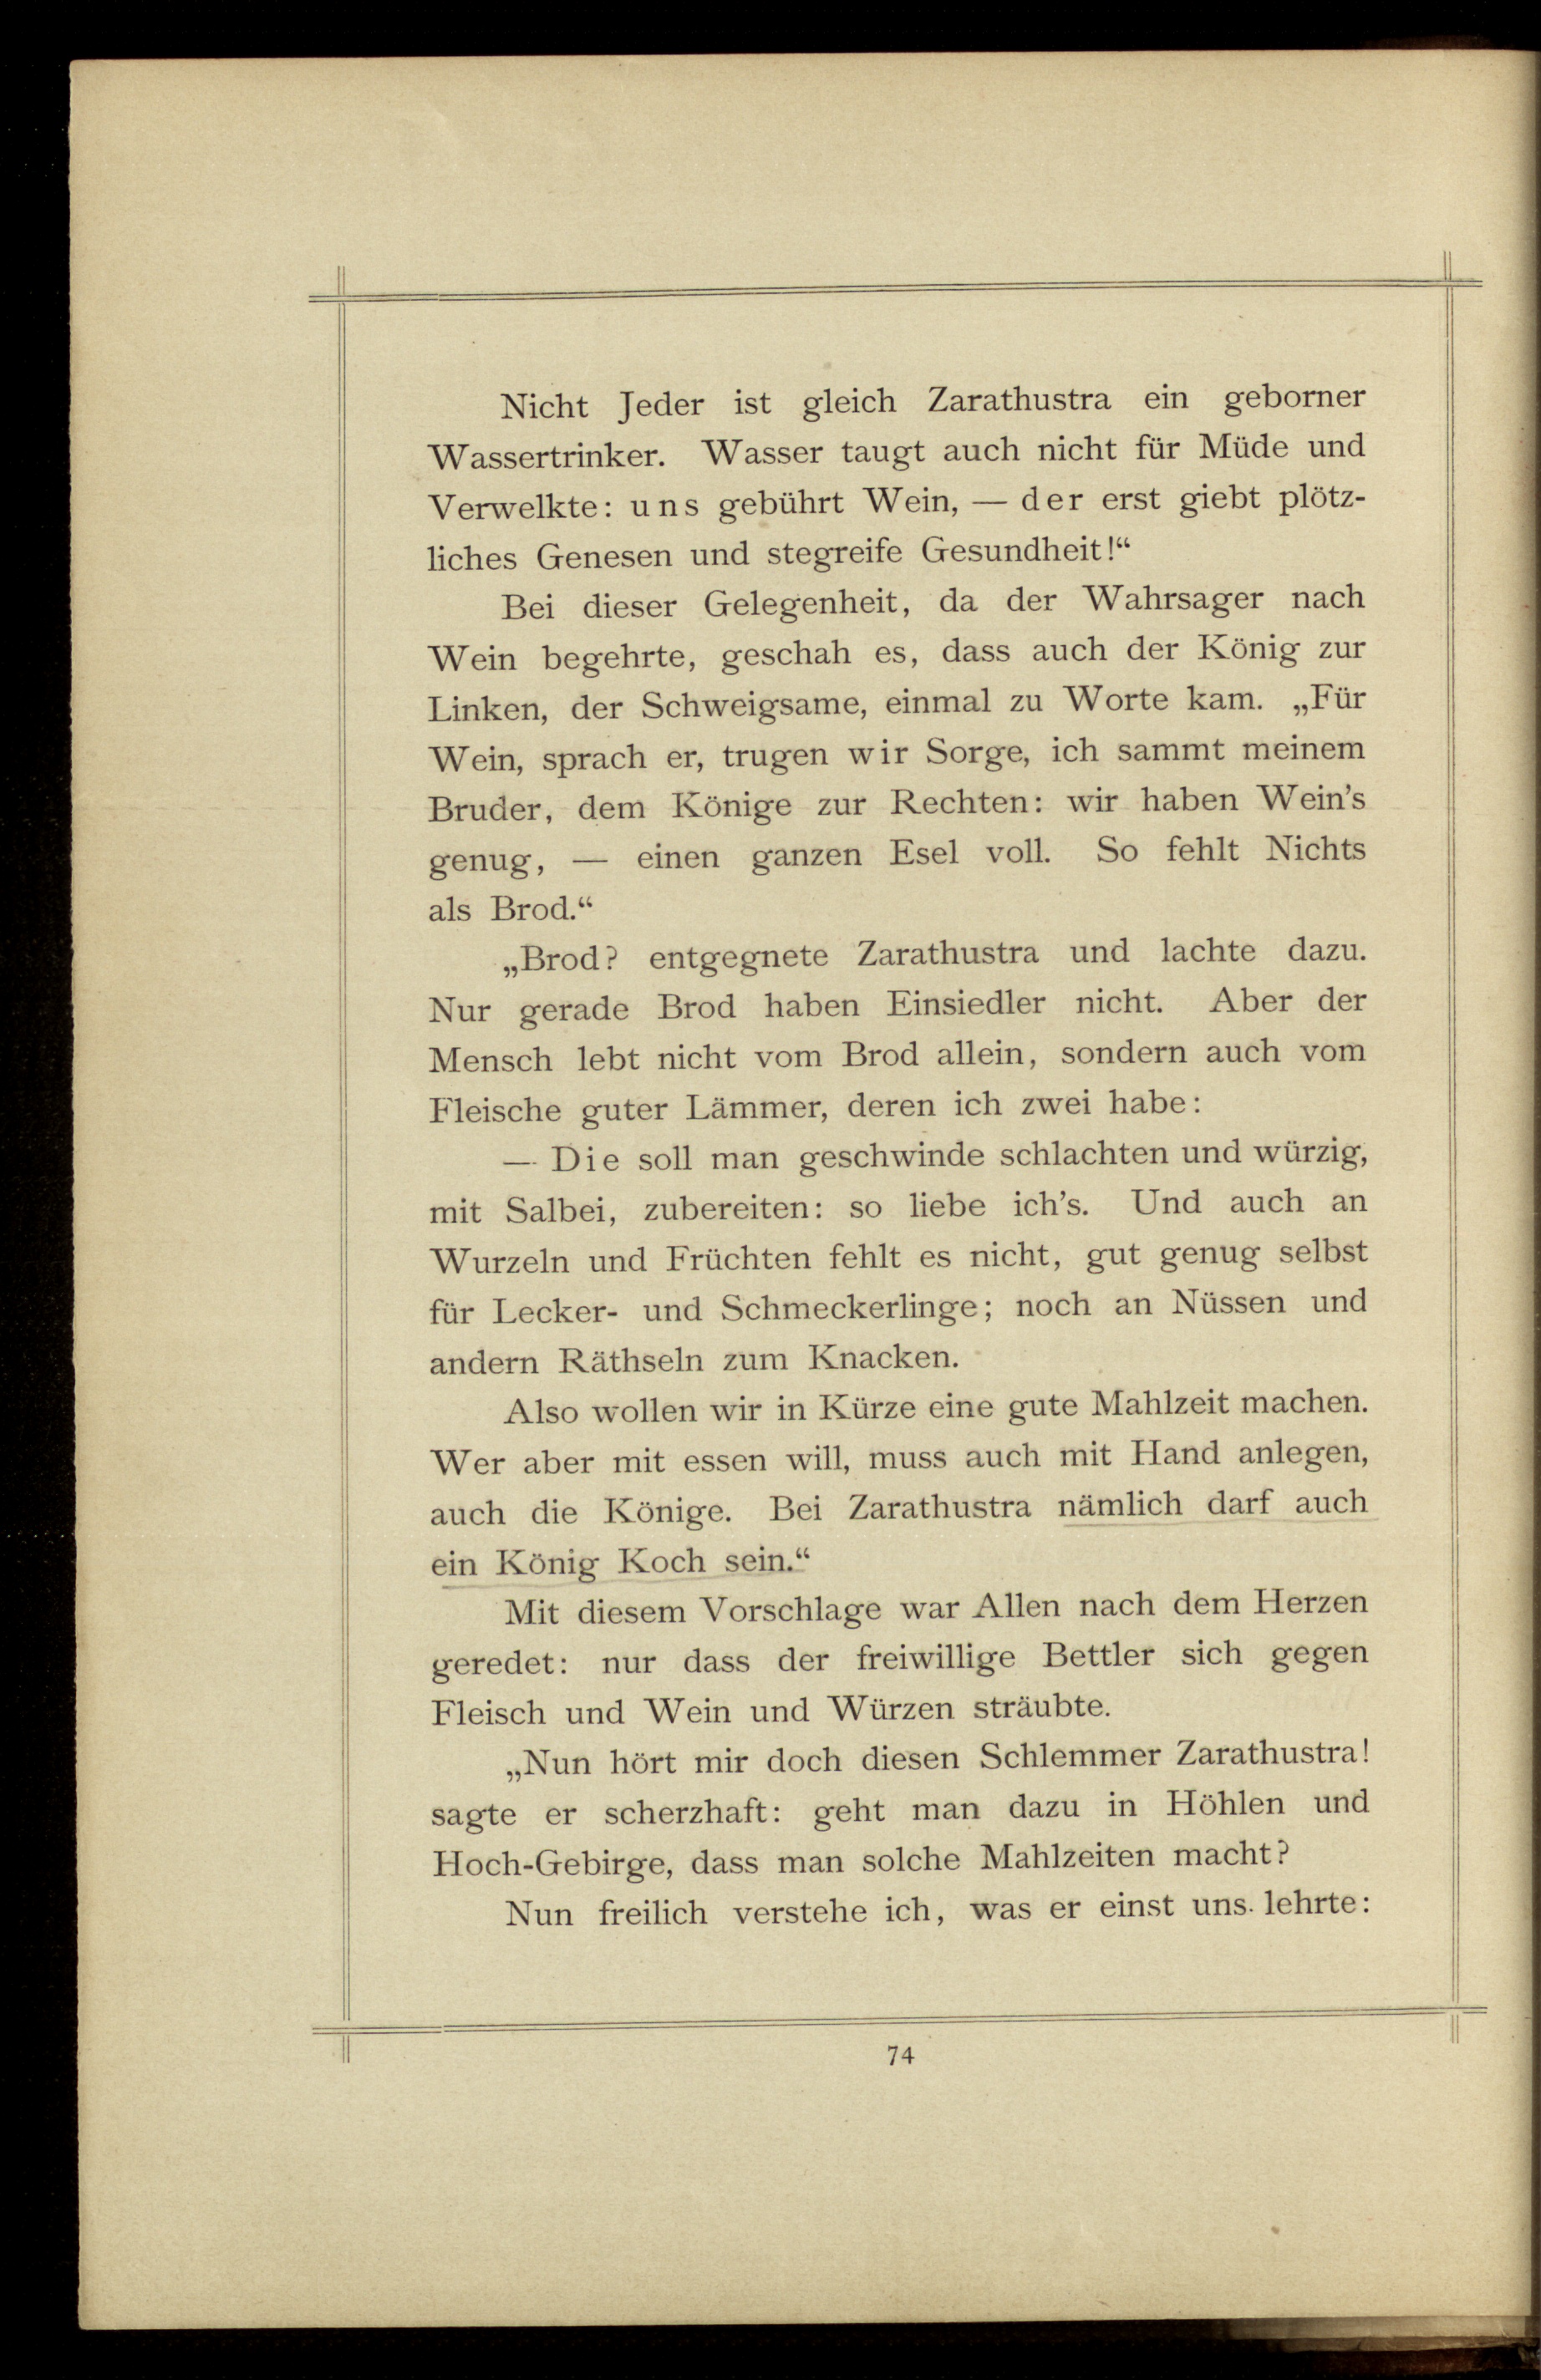 Nicht Jeder ist gleich Zarathustra ein geborner
Wassertrinker. Wasser taugt auch nicht für Müde und
Verwelkte: uns gebührt Wein, — der erst giebt plötz-
liches Genesen und stegreife Gesundheit!“
Bei dieser Gelegenheit, da der Wahrsager nach
Wein begehrte, geschah es, dass auch der König zur
Linken, der Schweigsame, einmal zu Worte kam. „Für
Wein, sprach er, trugen wir Sorge, ich sammt meinem
Bruder, dem Könige zur Rechten: wir haben Wein’s
genug, — einen ganzen Esel voll. So fehlt Nichts
als Brod.“
„Brod? entgegnete Zarathustra und lachte dazu.
Nur gerade Brod haben Einsiedler nicht. Aber der
Mensch lebt nicht vom Brod allein, sondern auch vom
Fleische guter Lämmer, deren ich zwei habe:
— Die soll man geschwinde schlachten und würzig,
mit Salbei, zubereiten: so liebe ich’s. Und auch an
Wurzeln und Früchten fehlt es nicht, gut genug selbst
für Lecker- und Schmeckerlinge; noch an Nüssen und
andern Räthseln zum Knacken.
Also wollen wir in Kürze eine gute Mahlzeit machen.
Wer aber mit essen will, muss auch mit Hand anlegen,
auch die Könige. Bei Zarathustra nämlich darf auch
ein König Koch sein.“
Mit diesem Vorschlage war Allen nach dem Herzen
geredet: nur dass der freiwillige Bettler sich gegen
Fleisch und Wein und Würzen sträubte.
„Nun hört mir doch diesen Schlemmer Zarathustra!
sagte er scherzhaft: geht man dazu in Höhlen und
Hoch-Gebirge, dass man solche Mahlzeiten macht?
Nun freilich verstehe ich, was er einst uns lehrte:
74